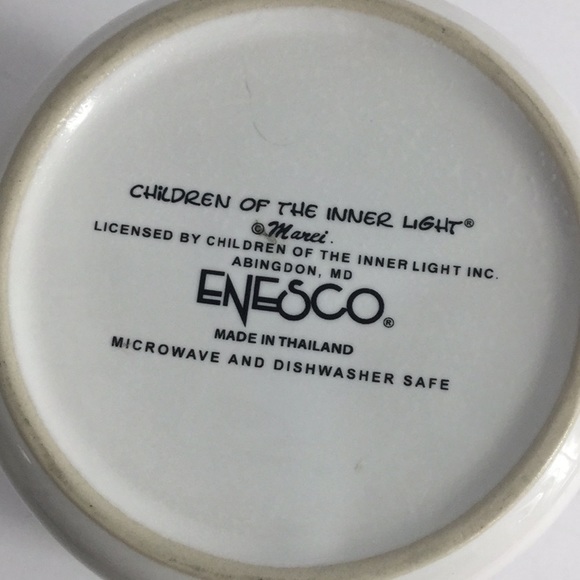 CHiLDREN OF THE INNER LiGHT®
© Marei.
LICENSED BY CHILDREN OF THE INNER LIGHT INC.
ABINGDON, MD
ENESCO®
MADE IN THAILAND
MICROWAVE AND DISHWASHER SAFE